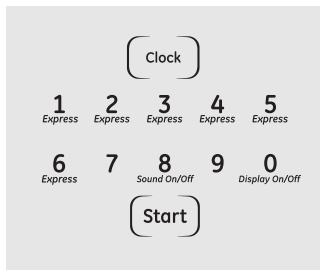 Clock
1 2 3 4 5
Express Express Express Express Express
6 7 8 9 0
Express Sound On/Off Display On/Off
Start